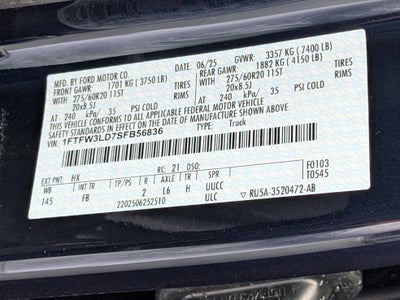 MFD. BY FORD MOTOR CO.
DATE: 06/25 GVWR: 3357 KG (7400 LB)
FRONT GAWR: 1701 KG (3750 LB) REAR GAWR: 1882 KG (4150 LB)
275/60R20 115T TIRES 275/60R20 115T TIRES
20x8.5J RIMS 20x8.5J RIMS
AT 240 kPa/ 35 PSI COLD AT 240 kPa/ 35 PSI COLD
THIS VEHICLE CONFORMS TO ALL APPLICABLE FEDERAL MOTOR VEHICLE
SAFETY STANDARDS IN EFFECT ON THE DATE OF MANUFACTURE SHOWN ABOVE.
VIN: 1FTFW3LD7SFB56836 TYPE: Truck
F0103
T0545
EXT PNT: HX RC: 21 DSO:
WB INT TR TP/PS R AXLE TR SPR
145 FB 2 L6 H UUCC
2202506252510 ULC ▽ RU5A-3520472-AB